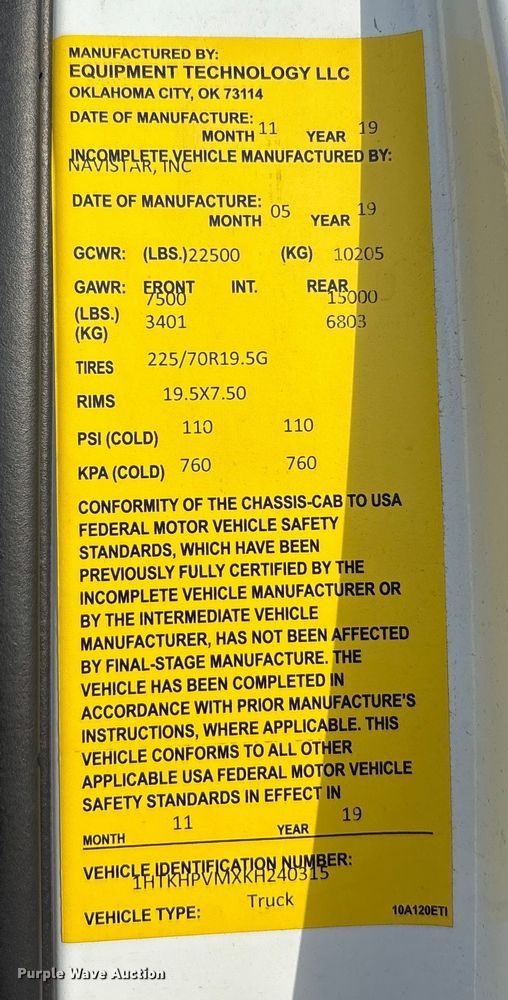 MANUFACTURED BY:
EQUIPMENT TECHNOLOGY LLC
OKLAHOMA CITY, OK 73114
DATE OF MANUFACTURE:
MONTH 11 YEAR 19
INCOMPLETE VEHICLE MANUFACTURED BY:
NAVISTAR, INC
DATE OF MANUFACTURE:
MONTH 05 YEAR 19
GCWR: (LBS.) 22500 (KG) 10205
GAWR: FRONT INT. REAR
(LBS.) 7500 15000
(KG) 3401 6803
TIRES 225/70R19.5G
RIMS 19.5X7.50
PSI (COLD) 110 110
KPA (COLD) 760 760
CONFORMITY OF THE CHASSIS-CAB TO USA
FEDERAL MOTOR VEHICLE SAFETY
STANDARDS, WHICH HAVE BEEN
PREVIOUSLY FULLY CERTIFIED BY THE
INCOMPLETE VEHICLE MANUFACTURER OR
BY THE INTERMEDIATE VEHICLE
MANUFACTURER, HAS NOT BEEN AFFECTED
BY FINAL-STAGE MANUFACTURE. THE
VEHICLE HAS BEEN COMPLETED IN
ACCORDANCE WITH PRIOR MANUFACTURE'S
INSTRUCTIONS, WHERE APPLICABLE. THIS
VEHICLE CONFORMS TO ALL OTHER
APPLICABLE USA FEDERAL MOTOR VEHICLE
SAFETY STANDARDS IN EFFECT IN
MONTH 11 YEAR 19
VEHICLE IDENTIFICATION NUMBER:
1HTKHPVMXKH240315
VEHICLE TYPE: Truck
10A120ETI
Purple Wave Auction